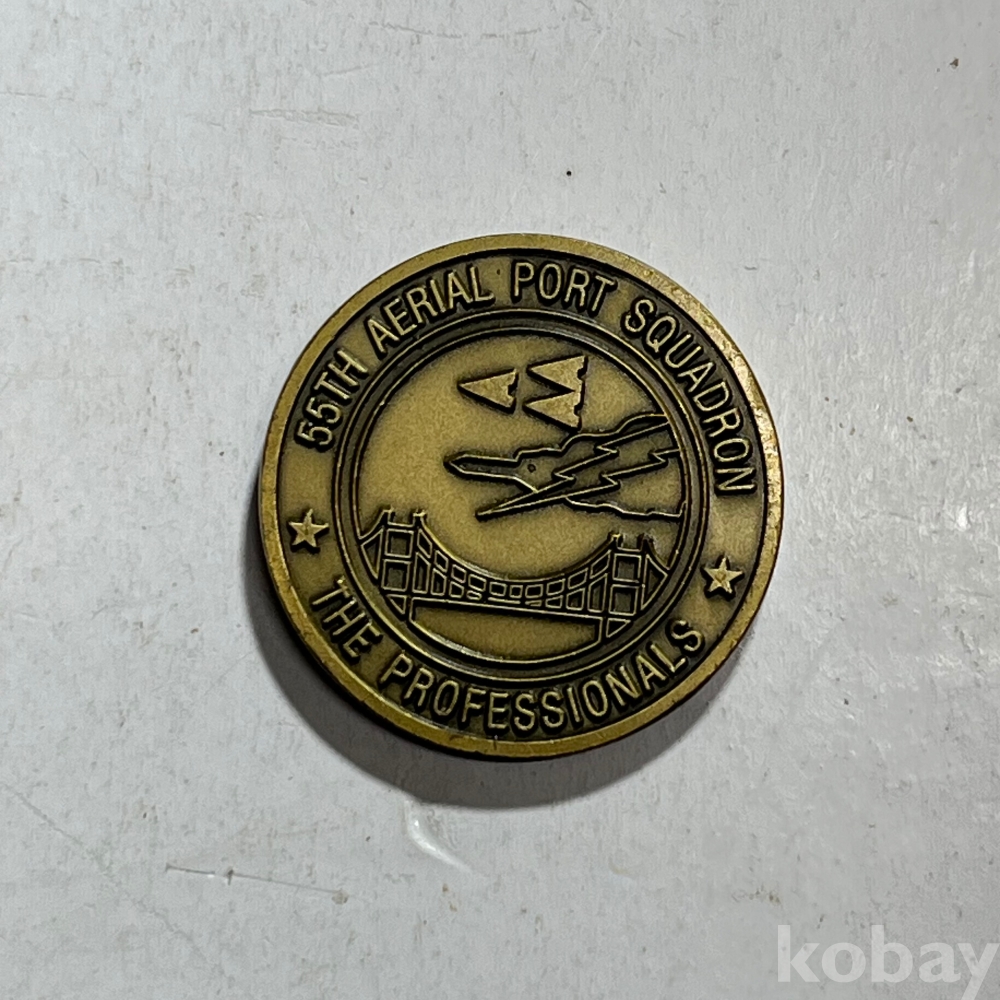 55TH AERIAL PORT SQUADRON
THE PROFESSIONALS
kobay